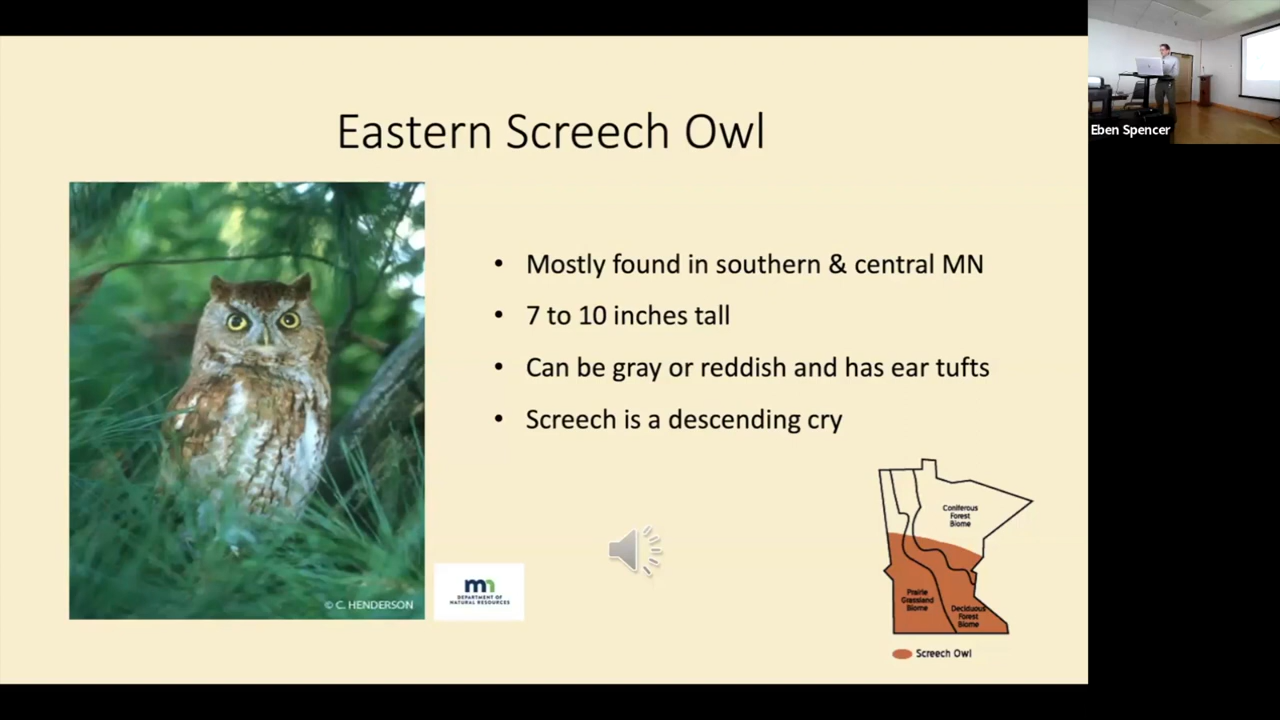 Eastern Screech Owl
• Mostly found in southern & central MN
• 7 to 10 inches tall
• Can be gray or reddish and has ear tufts
• Screech is a descending cry
© C. HENDERSON
mn
DEPARTMENT OF
NATURAL RESOURCES
Coniferous
Forest
Biome
Prairie
Grassland
Biome
Deciduous
Forest
Biome
Screech Owl
Eben Spencer